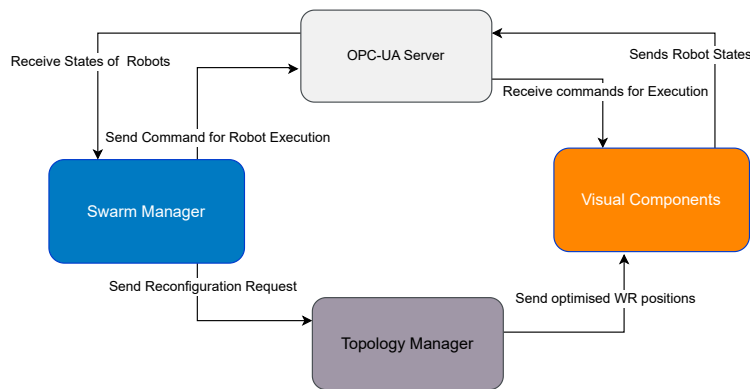 OPC-UA Server
Sends Robot States
Receive States of Robots
Receive commands for Execution
Send Command for Robot Execution
Swarm Manager
Visual Components
Send Reconfiguration Request
Send optimised WR positions
Topology Manager